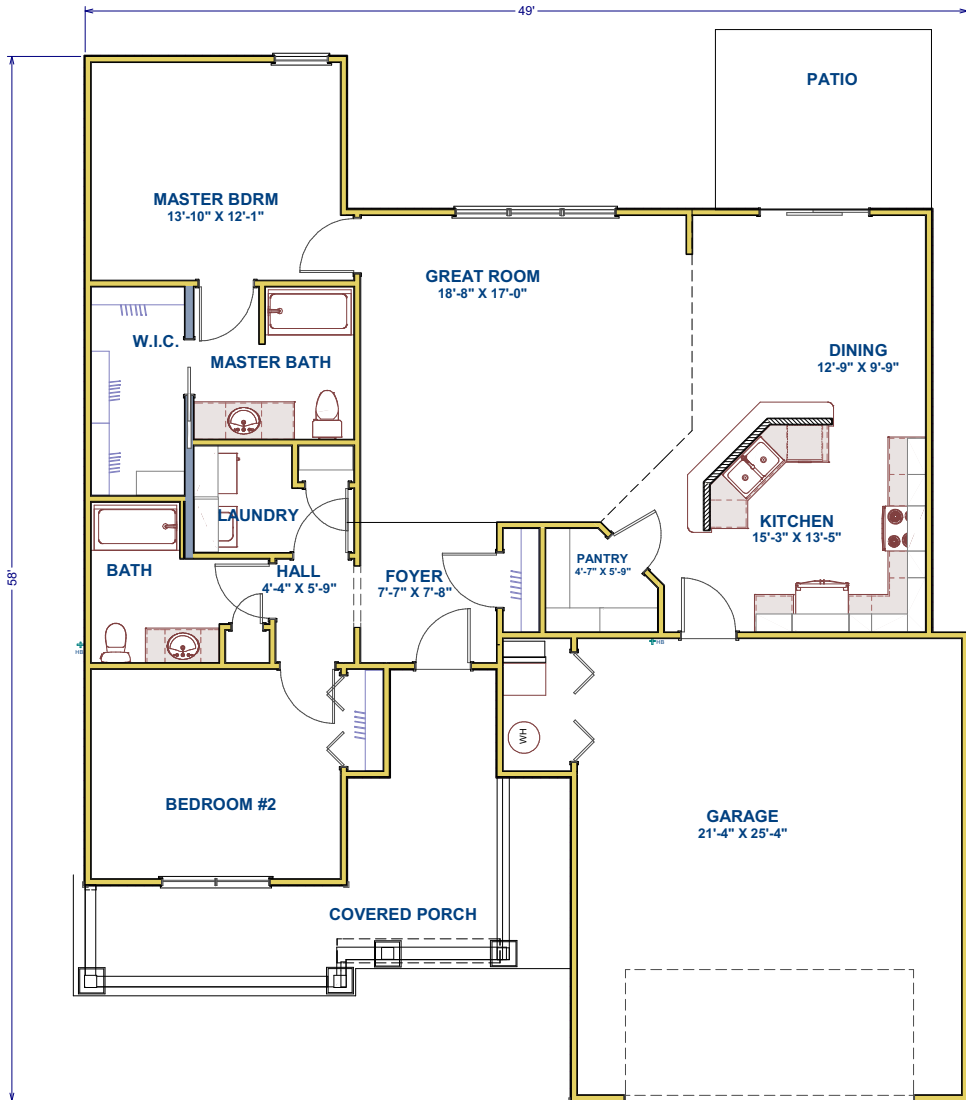 49'
PATIO
MASTER BDRM
13'-10" X 12'-1"
GREAT ROOM
18'-8" X 17'-0"
W.I.C.
MASTER BATH
DINING
12'-9" X 9'-9"
LAUNDRY
KITCHEN
15'-3" X 13'-5"
PANTRY
4'-7" X 5'-9"
BATH
HALL
4'-4" X 5'-9"
FOYER
7'-7" X 7'-8"
58'
HB
HB
WH
BEDROOM #2
GARAGE
21'-4" X 25'-4"
COVERED PORCH